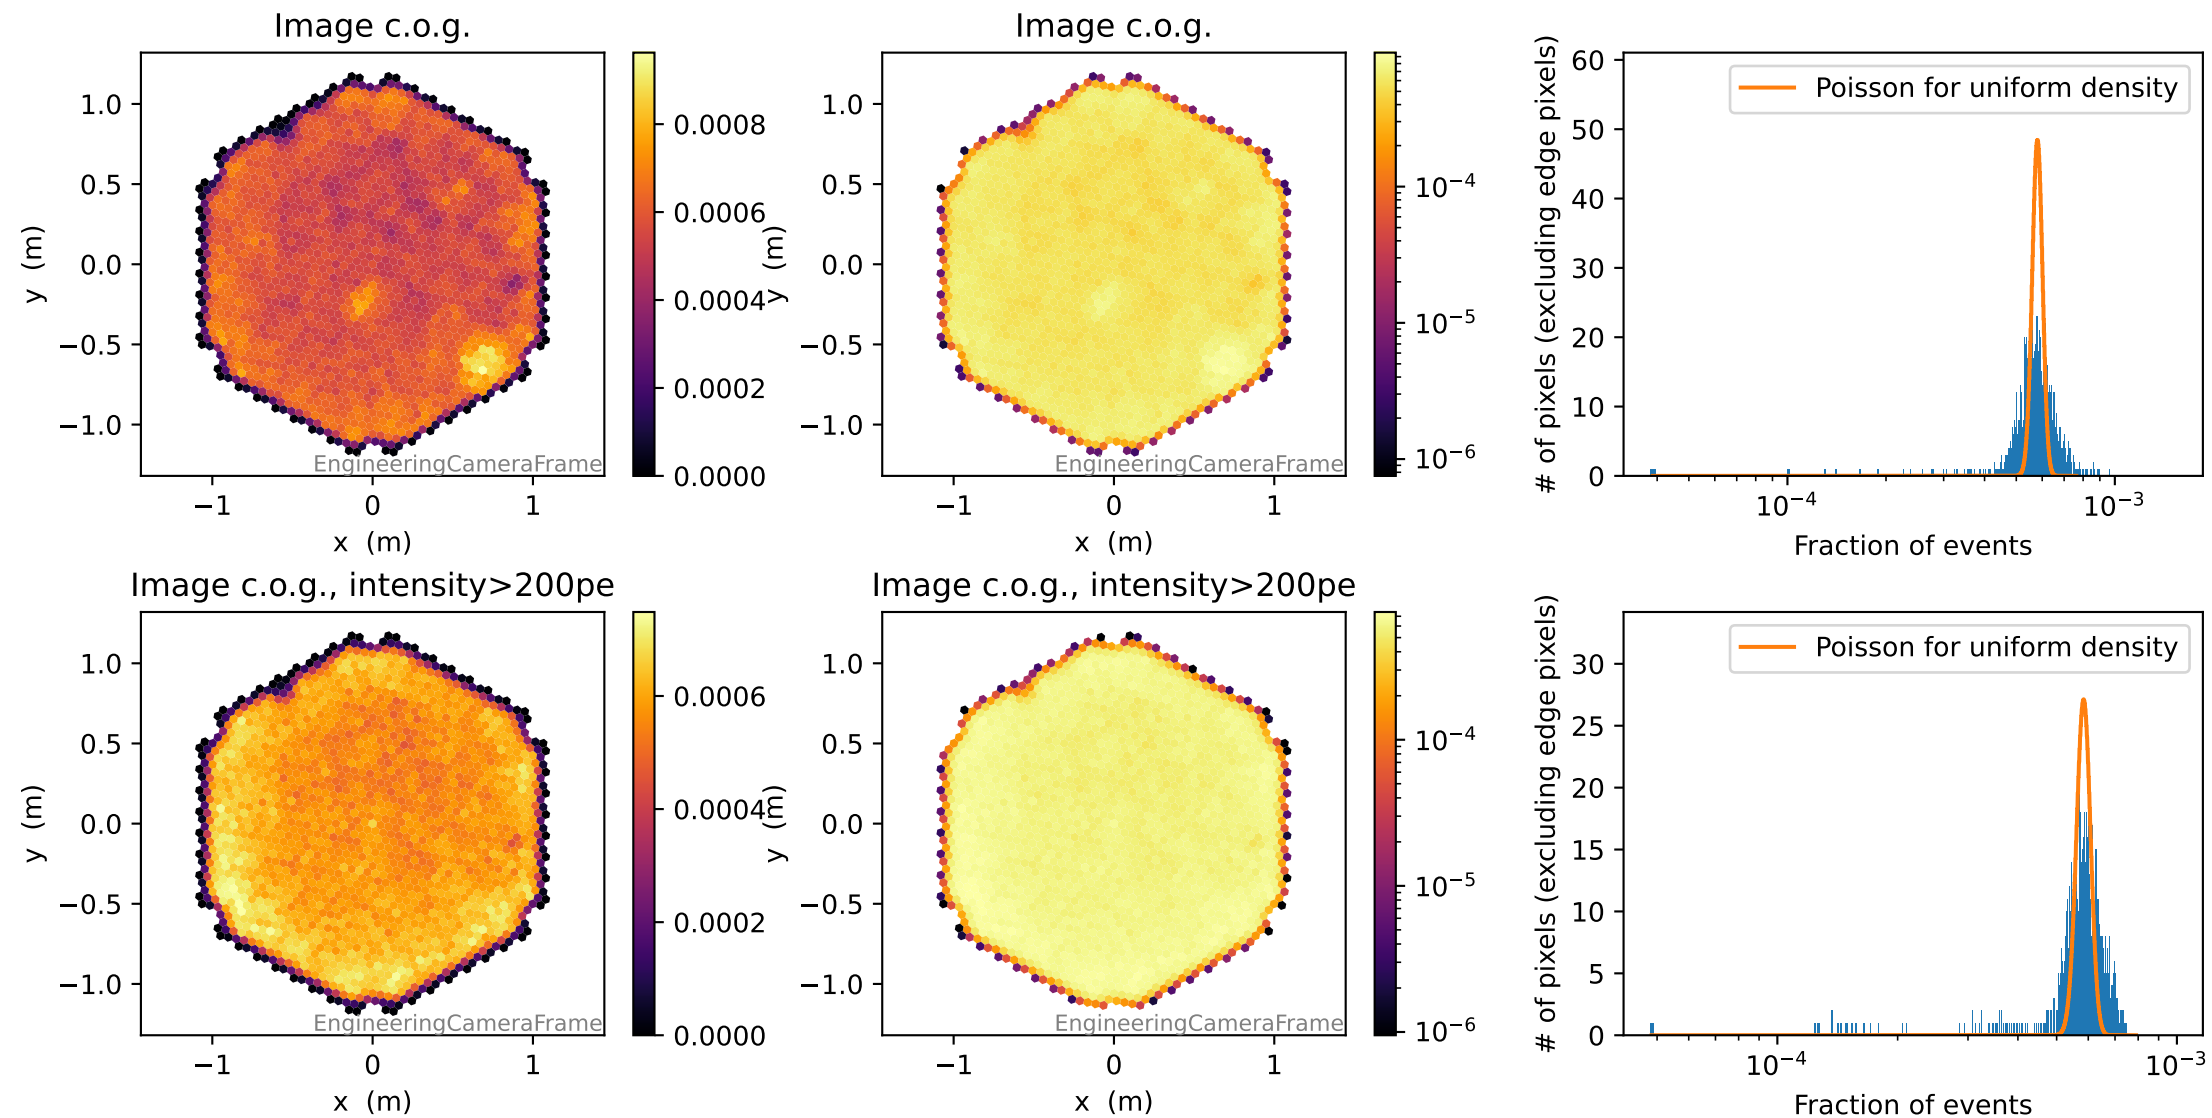 Image c.o.g.
y (m)
1.0
0.5
0.0
−0.5
−1.0
EngineeringCameraFrame
−1
0
1
x (m)
0.0008
0.0006
0.0004
0.0002
0.0000
Image c.o.g.
y (m)
1.0
0.5
0.0
−0.5
−1.0
EngineeringCameraFrame
−1
0
1
x (m)
10−4
10−5
10−6
# of pixels (excluding edge pixels)
60
50
40
30
20
10
0
Poisson for uniform density
10−4
10−3
Fraction of events
Image c.o.g., intensity>200pe
y (m)
1.0
0.5
0.0
−0.5
−1.0
EngineeringCameraFrame
−1
0
1
x (m)
0.0006
0.0004
0.0002
0.0000
Image c.o.g., intensity>200pe
y (m)
1.0
0.5
0.0
−0.5
−1.0
EngineeringCameraFrame
−1
0
1
x (m)
10−4
10−5
10−6
# of pixels (excluding edge pixels)
30
25
20
15
10
5
0
Poisson for uniform density
10−4
10−3
Fraction of events